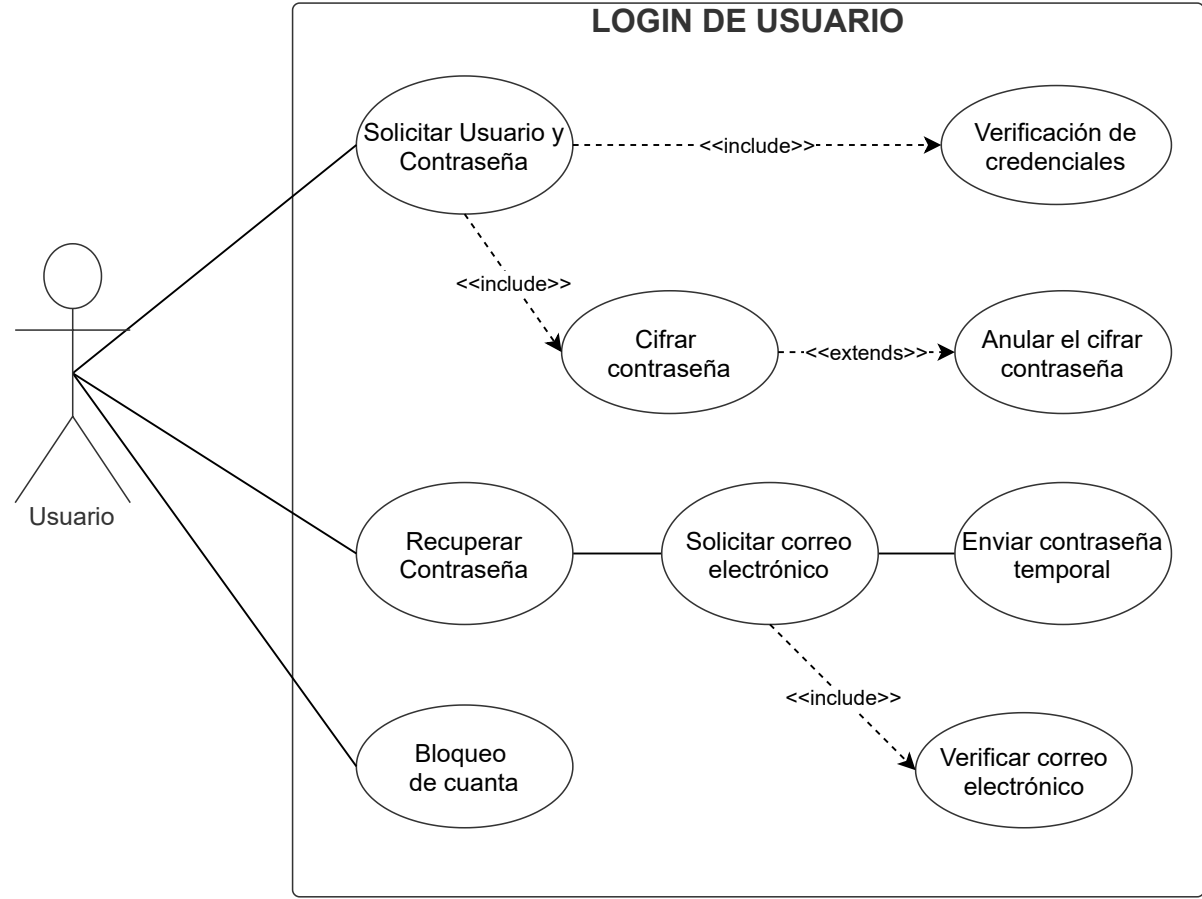 LOGIN DE USUARIO
Solicitar Usuario y
Contraseña
<<include>>
Verificación de
credenciales
<<include>>
Cifrar
contraseña
<<extends>>
Anular el cifrar
contraseña
Usuario
Recuperar
Contraseña
Solicitar correo
electrónico
Enviar contraseña
temporal
<<include>>
Bloqueo
de cuanta
Verificar correo
electrónico